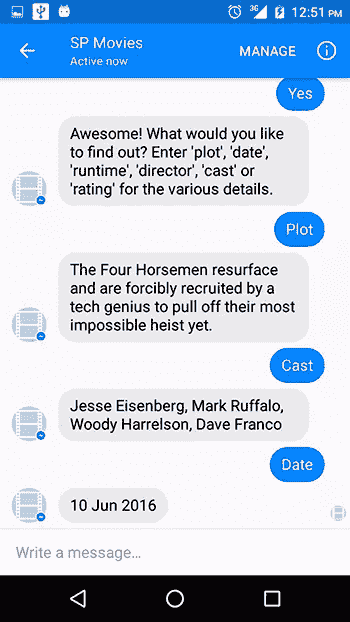 3G 12:51 PM
SP Movies
MANAGE
Active now
Yes
Awesome! What would you like
to find out? Enter 'plot', 'date',
'runtime', 'director', 'cast' or
'rating' for the various details.
Plot
The Four Horsemen resurface
and are forcibly recruited by a
tech genius to pull off their most
impossible heist yet.
Cast
Jesse Eisenberg, Mark Ruffalo,
Woody Harrelson, Dave Franco
Date
10 Jun 2016
Write a message...